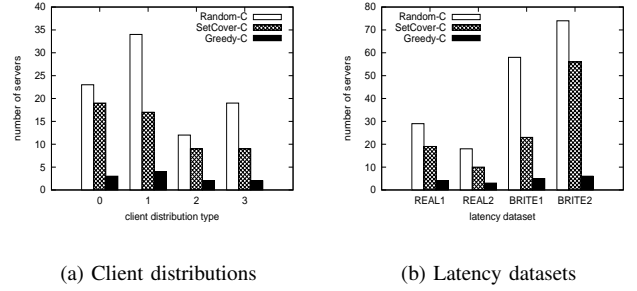 number of servers
40
35
30
25
20
15
10
5
0
Random-C
SetCover-C
Greedy-C
0 1 2 3
client distribution type
(a) Client distributions
number of servers
80
70
60
50
40
30
20
10
0
Random-C
SetCover-C
Greedy-C
REAL1 REAL2 BRITE1 BRITE2
latency dataset
(b) Latency datasets